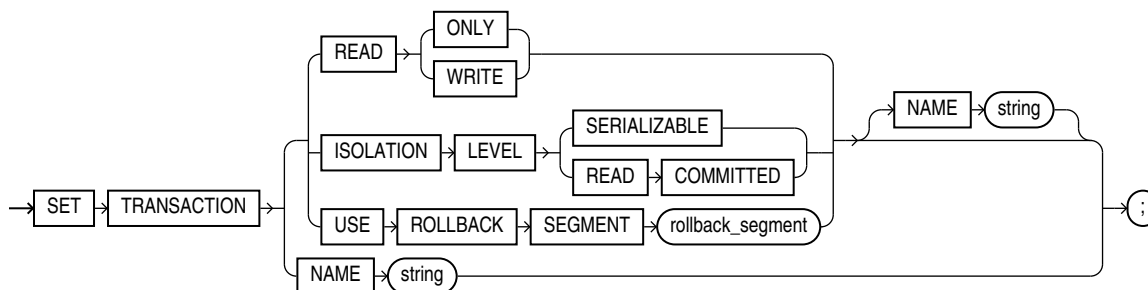 ONLY
READ
WRITE
NAME string
SERIALIZABLE
ISOLATION LEVEL
READ COMMITTED
SET TRANSACTION ;
USE ROLLBACK SEGMENT rollback_segment
NAME string